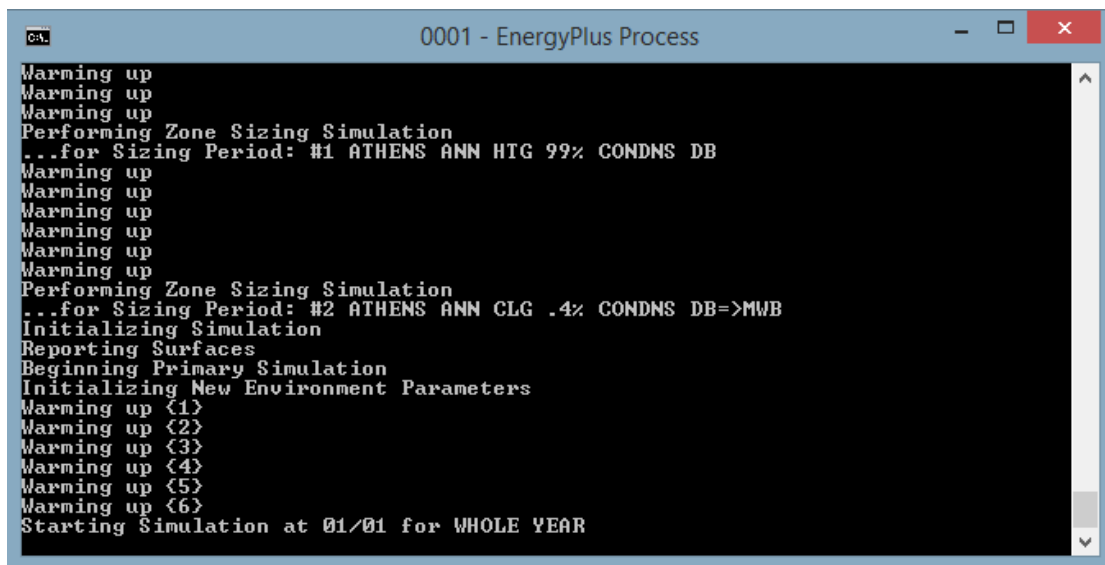 C:\.
0001 - EnergyPlus Process
Warming up
Warming up
Warming up
Performing Zone Sizing Simulation
...for Sizing Period: #1 ATHENS ANN HTG 99% CONDNS DB
Warming up
Warming up
Warming up
Warming up
Warming up
Warming up
Performing Zone Sizing Simulation
...for Sizing Period: #2 ATHENS ANN CLG .4% CONDNS DB=>MWB
Initializing Simulation
Reporting Surfaces
Beginning Primary Simulation
Initializing New Environment Parameters
Warming up {1}
Warming up {2}
Warming up {3}
Warming up {4}
Warming up {5}
Warming up {6}
Starting Simulation at 01/01 for WHOLE YEAR